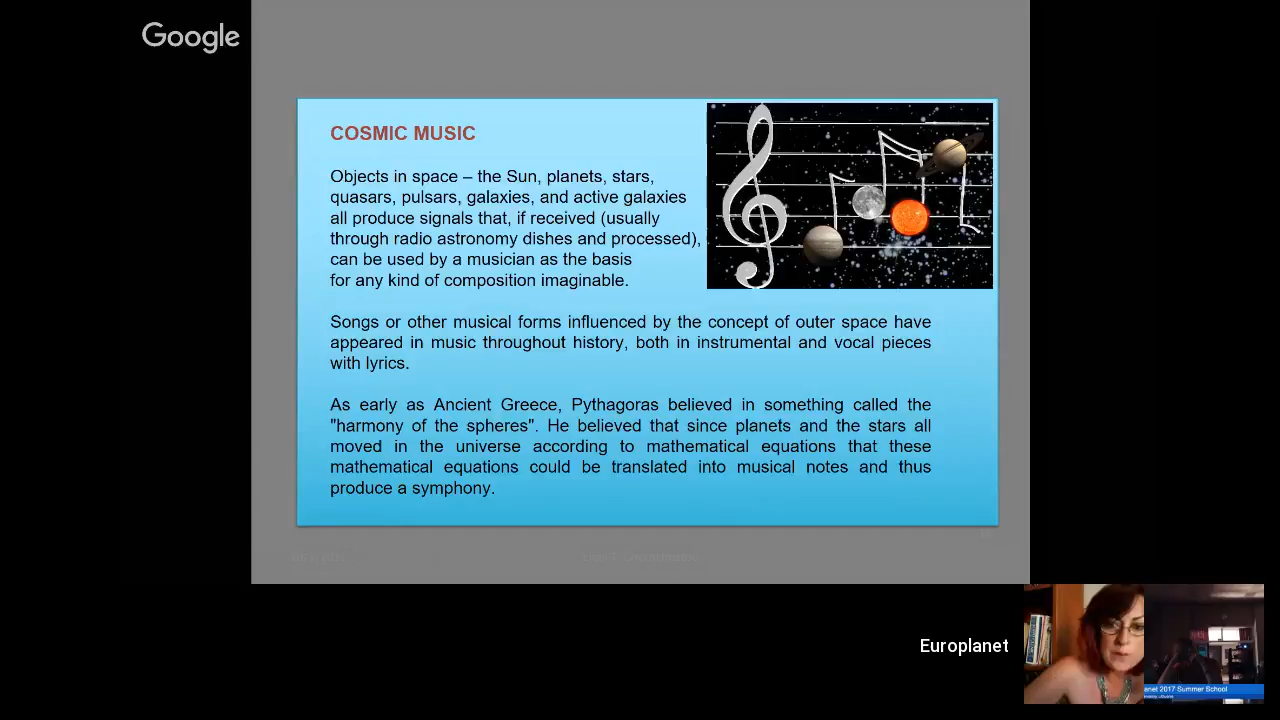 Google
COSMIC MUSIC
Objects in space – the Sun, planets, stars,
quasars, pulsars, galaxies, and active galaxies
all produce signals that, if received (usually
through radio astronomy dishes and processed),
can be used by a musician as the basis
for any kind of composition imaginable.
Songs or other musical forms influenced by the concept of outer space have
appeared in music throughout history, both in instrumental and vocal pieces
with lyrics.
As early as Ancient Greece, Pythagoras believed in something called the
"harmony of the spheres". He believed that since planets and the stars all
moved in the universe according to mathematical equations that these
mathematical equations could be translated into musical notes and thus
produce a symphony.
Europlanet
anet 2017 Summer School